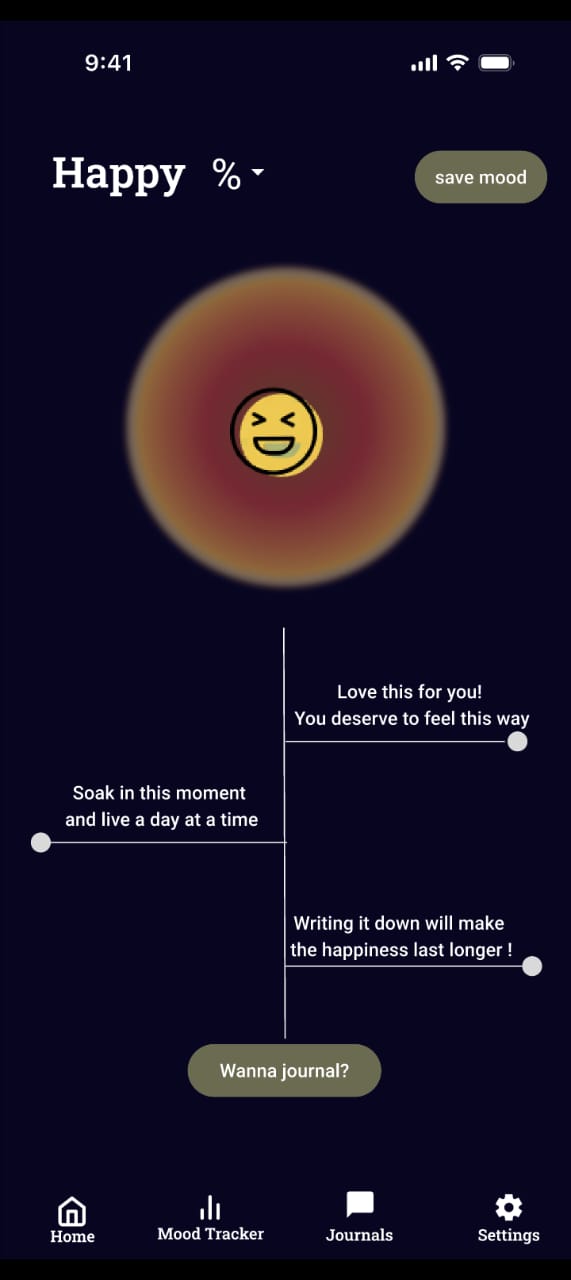 9:41
Happy %
save mood
Love this for you!
You deserve to feel this way
Soak in this moment
and live a day at a time
Writing it down will make
the happiness last longer !
Wanna journal?
Home Mood Tracker Journals Settings